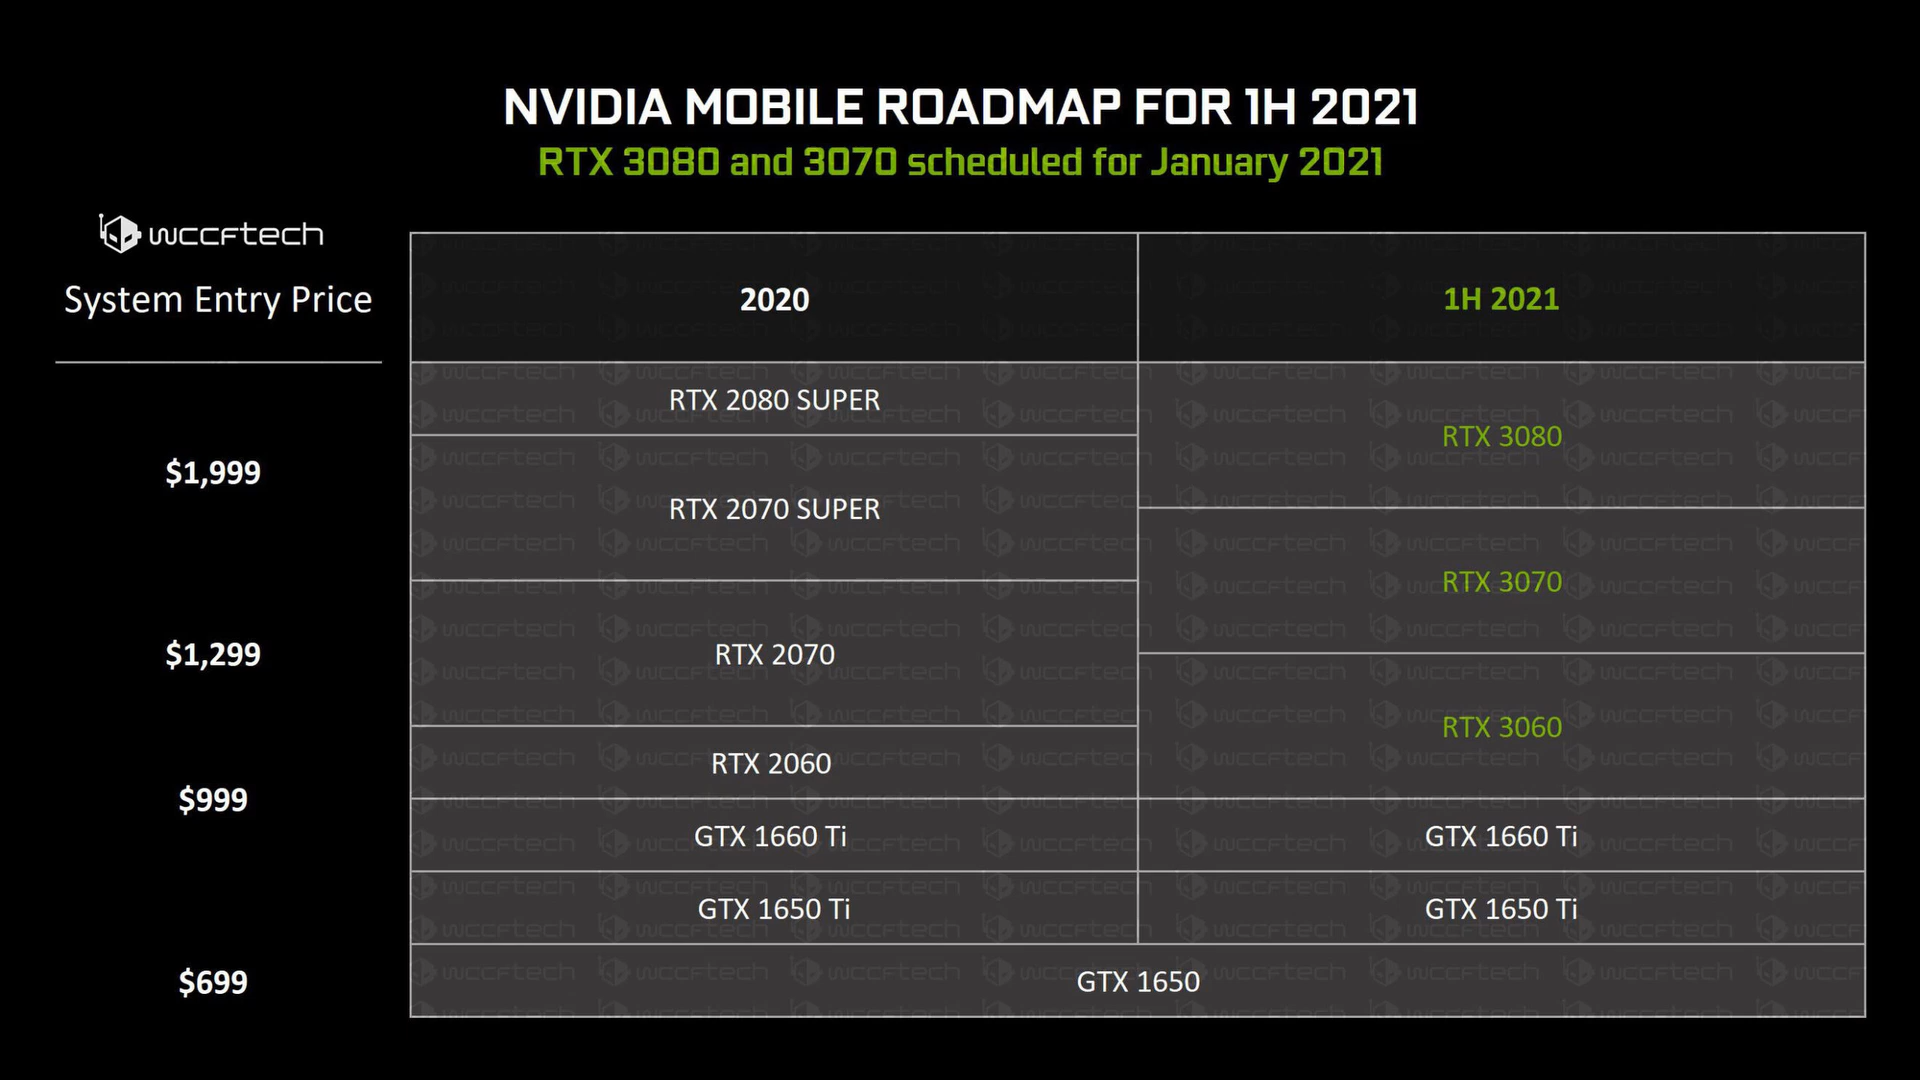 NVIDIA MOBILE ROADMAP FOR 1H 2021
RTX 3080 and 3070 scheduled for January 2021
wccftech
System Entry Price
2020
1H 2021
RTX 2080 SUPER
RTX 3080
$1,999
RTX 2070 SUPER
RTX 3070
$1,299
RTX 2070
RTX 3060
RTX 2060
$999
GTX 1660 Ti
GTX 1660 Ti
GTX 1650 Ti
GTX 1650 Ti
$699
GTX 1650